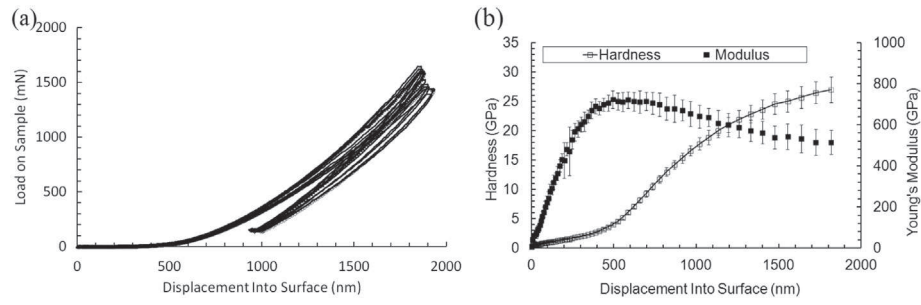 (a)
2000
1500
1000
500
0
Load on Sample (mN)
0 500 1000 1500 2000
Displacement Into Surface (nm)
(b)
Hardness Modulus
35
30
25
20
15
10
5
0
Hardness (GPa)
1000
800
600
400
200
0
Young's Modulus (GPa)
0 500 1000 1500 2000
Displacement Into Surface (nm)